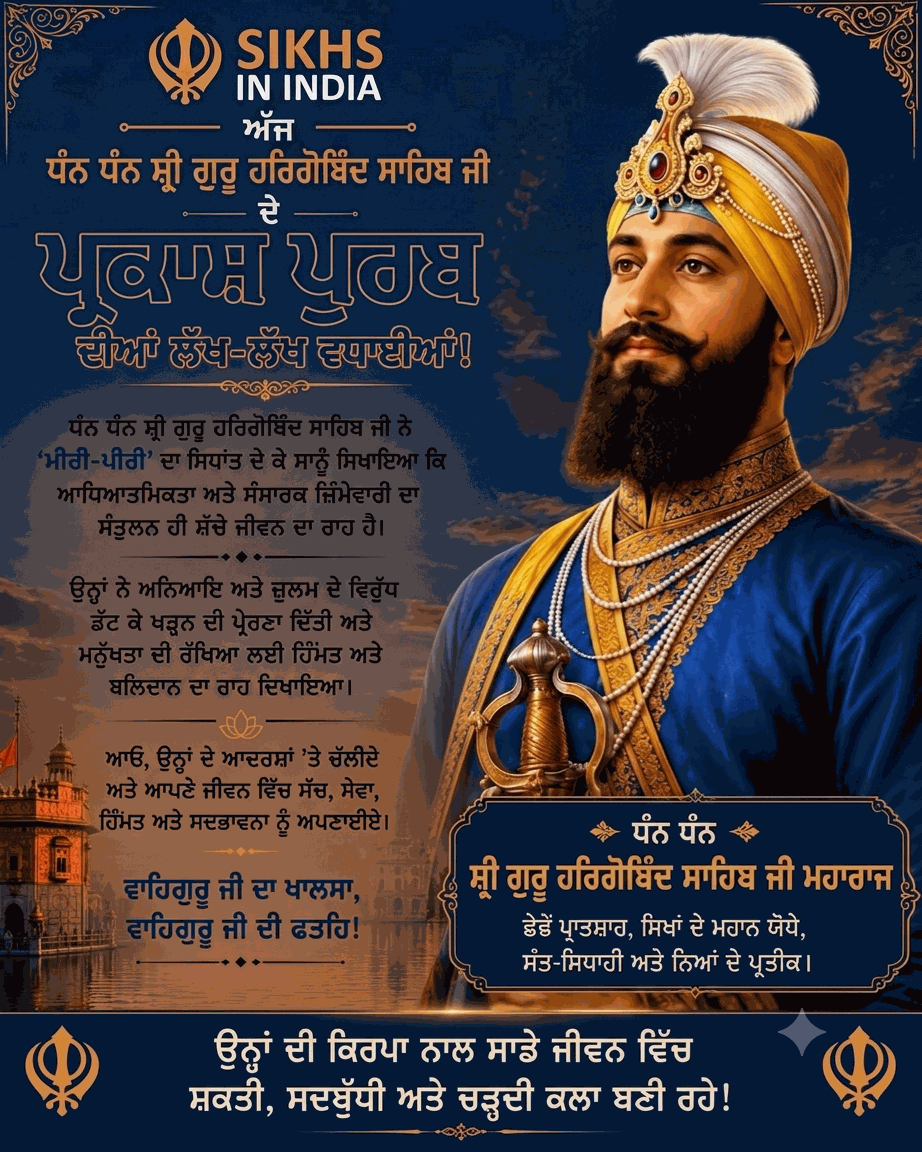 SIKHS
IN INDIA
ਅੱਜ
ਧੰਨ ਧੰਨ ਸ਼੍ਰੀ ਗੁਰੂ ਹਰਿਗੋਬਿੰਦ ਸਾਹਿਬ ਜੀ
ਦੇ
ਪ੍ਰਕਾਸ਼ ਪੁਰਬ
ਦੀਆਂ ਲੱਖ-ਲੱਖ ਵਧਾਈਆਂ!
ਧੰਨ ਧੰਨ ਸ਼੍ਰੀ ਗੁਰੂ ਹਰਿਗੋਬਿੰਦ ਸਾਹਿਬ ਜੀ ਨੇ
‘ਮੀਰੀ-ਪੀਰੀ’ ਦਾ ਸਿਧਾਂਤ ਦੇ ਕੇ ਸਾਨੂੰ ਸਿਖਾਇਆ ਕਿ
ਆਧਿਆਤਮਿਕਤਾ ਅਤੇ ਸੰਸਾਰਕ ਜ਼ਿੰਮੇਵਾਰੀ ਦਾ
ਸੰਤੁਲਨ ਹੀ ਸ਼ੱਚੇ ਜੀਵਨ ਦਾ ਰਾਹ ਹੈ।
ਉਨ੍ਹਾਂ ਨੇ ਅਨਿਆਇ ਅਤੇ ਜ਼ੁਲਮ ਦੇ ਵਿਰੁੱਧ
ਡੱਟ ਕੇ ਖੜ੍ਹਨ ਦੀ ਪ੍ਰੇਰਣਾ ਦਿੱਤੀ ਅਤੇ
ਮਨੁੱਖਤਾ ਦੀ ਰੱਖਿਆ ਲਈ ਹਿੰਮਤ ਅਤੇ
ਬਲਿਦਾਨ ਦਾ ਰਾਹ ਦਿਖਾਇਆ।
ਆਓ, ਉਨ੍ਹਾਂ ਦੇ ਆਦਰਸ਼ਾਂ ’ਤੇ ਚੱਲੀਏ
ਅਤੇ ਆਪਣੇ ਜੀਵਨ ਵਿੱਚ ਸੱਚ, ਸੇਵਾ,
ਹਿੰਮਤ ਅਤੇ ਸਦਭਾਵਨਾ ਨੂੰ ਅਪਣਾਈਏ।
ਵਾਹਿਗੁਰੂ ਜੀ ਦਾ ਖਾਲਸਾ,
ਵਾਹਿਗੁਰੂ ਜੀ ਦੀ ਫਤਹਿ!
ਧੰਨ ਧੰਨ
ਸ਼੍ਰੀ ਗੁਰੂ ਹਰਿਗੋਬਿੰਦ ਸਾਹਿਬ ਜੀ ਮਹਾਰਾਜ
ਛੇਵੇਂ ਪ੍ਰਾਤਸ਼ਾਹ, ਸਿਖਾਂ ਦੇ ਮਹਾਨ ਯੋਧੇ,
ਸੰਤ-ਸਿਧਾਹੀ ਅਤੇ ਨਿਆਂ ਦੇ ਪ੍ਰਤੀਕ।
ਉਨ੍ਹਾਂ ਦੀ ਕਿਰਪਾ ਨਾਲ ਸਾਡੇ ਜੀਵਨ ਵਿੱਚ
ਸ਼ਕਤੀ, ਸਦਬੁੱਧੀ ਅਤੇ ਚੜ੍ਹਦੀ ਕਲਾ ਬਣੀ ਰਹੇ!